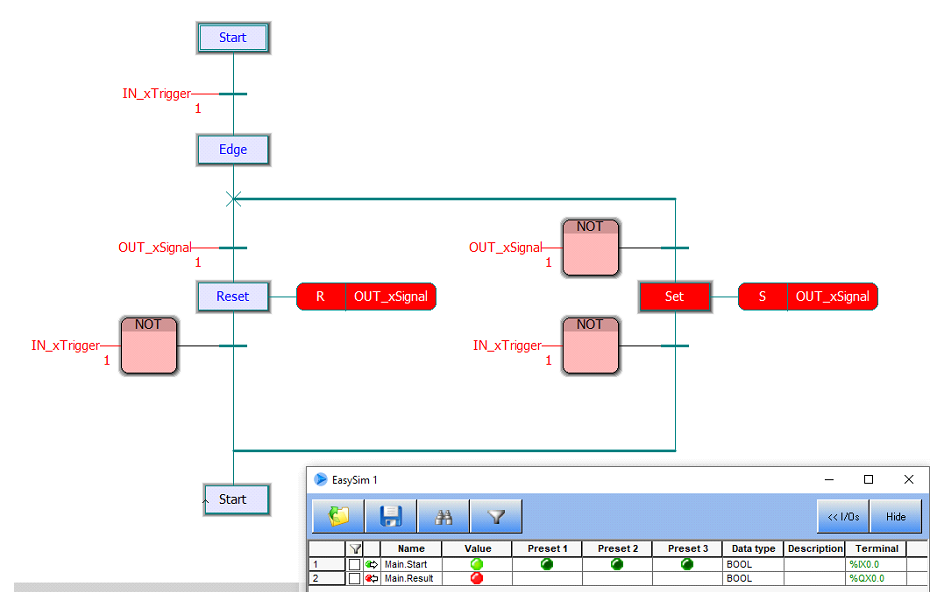 Start
IN_xTrigger
1
Edge
OUT_xSignal
1
OUT_xSignal
1
NOT
Reset
R OUT_xSignal
Set
S OUT_xSignal
IN_xTrigger
1
NOT
IN_xTrigger
1
NOT
Start
EasySim 1
<< I/Os Hide
Name Value Preset 1 Preset 2 Preset 3 Data type Description Terminal
1 Main.Start BOOL %IX0.0
2 Main.Result BOOL %QX0.0